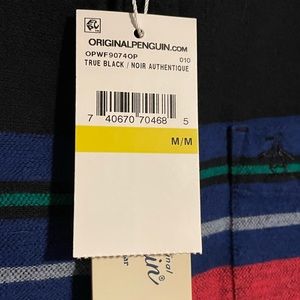 ORIGINALPENGUIN.COM
OPWF9074OP
010
TRUE BLACK / NOIR AUTHENTIQUE
7 40670 70468 5
M/M